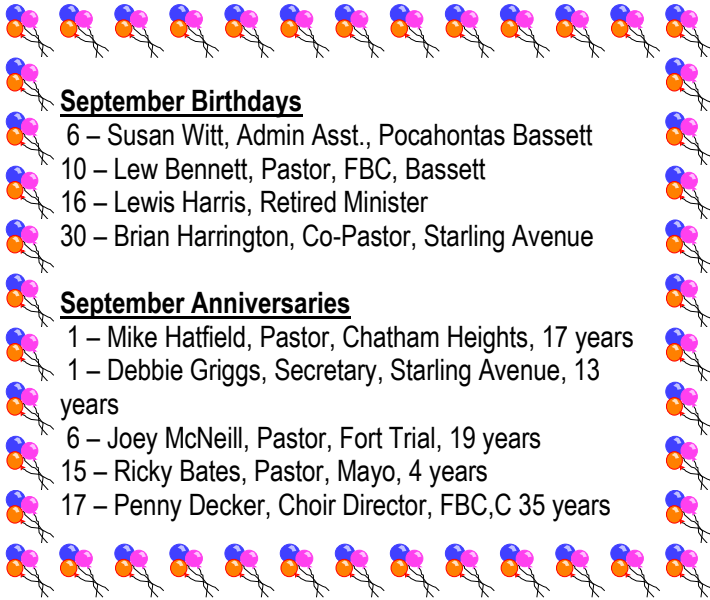 September Birthdays
6 – Susan Witt, Admin Asst., Pocahontas Bassett
10 – Lew Bennett, Pastor, FBC, Bassett
16 – Lewis Harris, Retired Minister
30 – Brian Harrington, Co-Pastor, Starling Avenue
September Anniversaries
1 – Mike Hatfield, Pastor, Chatham Heights, 17 years
1 – Debbie Griggs, Secretary, Starling Avenue, 13
years
6 – Joey McNeill, Pastor, Fort Trial, 19 years
15 – Ricky Bates, Pastor, Mayo, 4 years
17 – Penny Decker, Choir Director, FBC,C 35 years